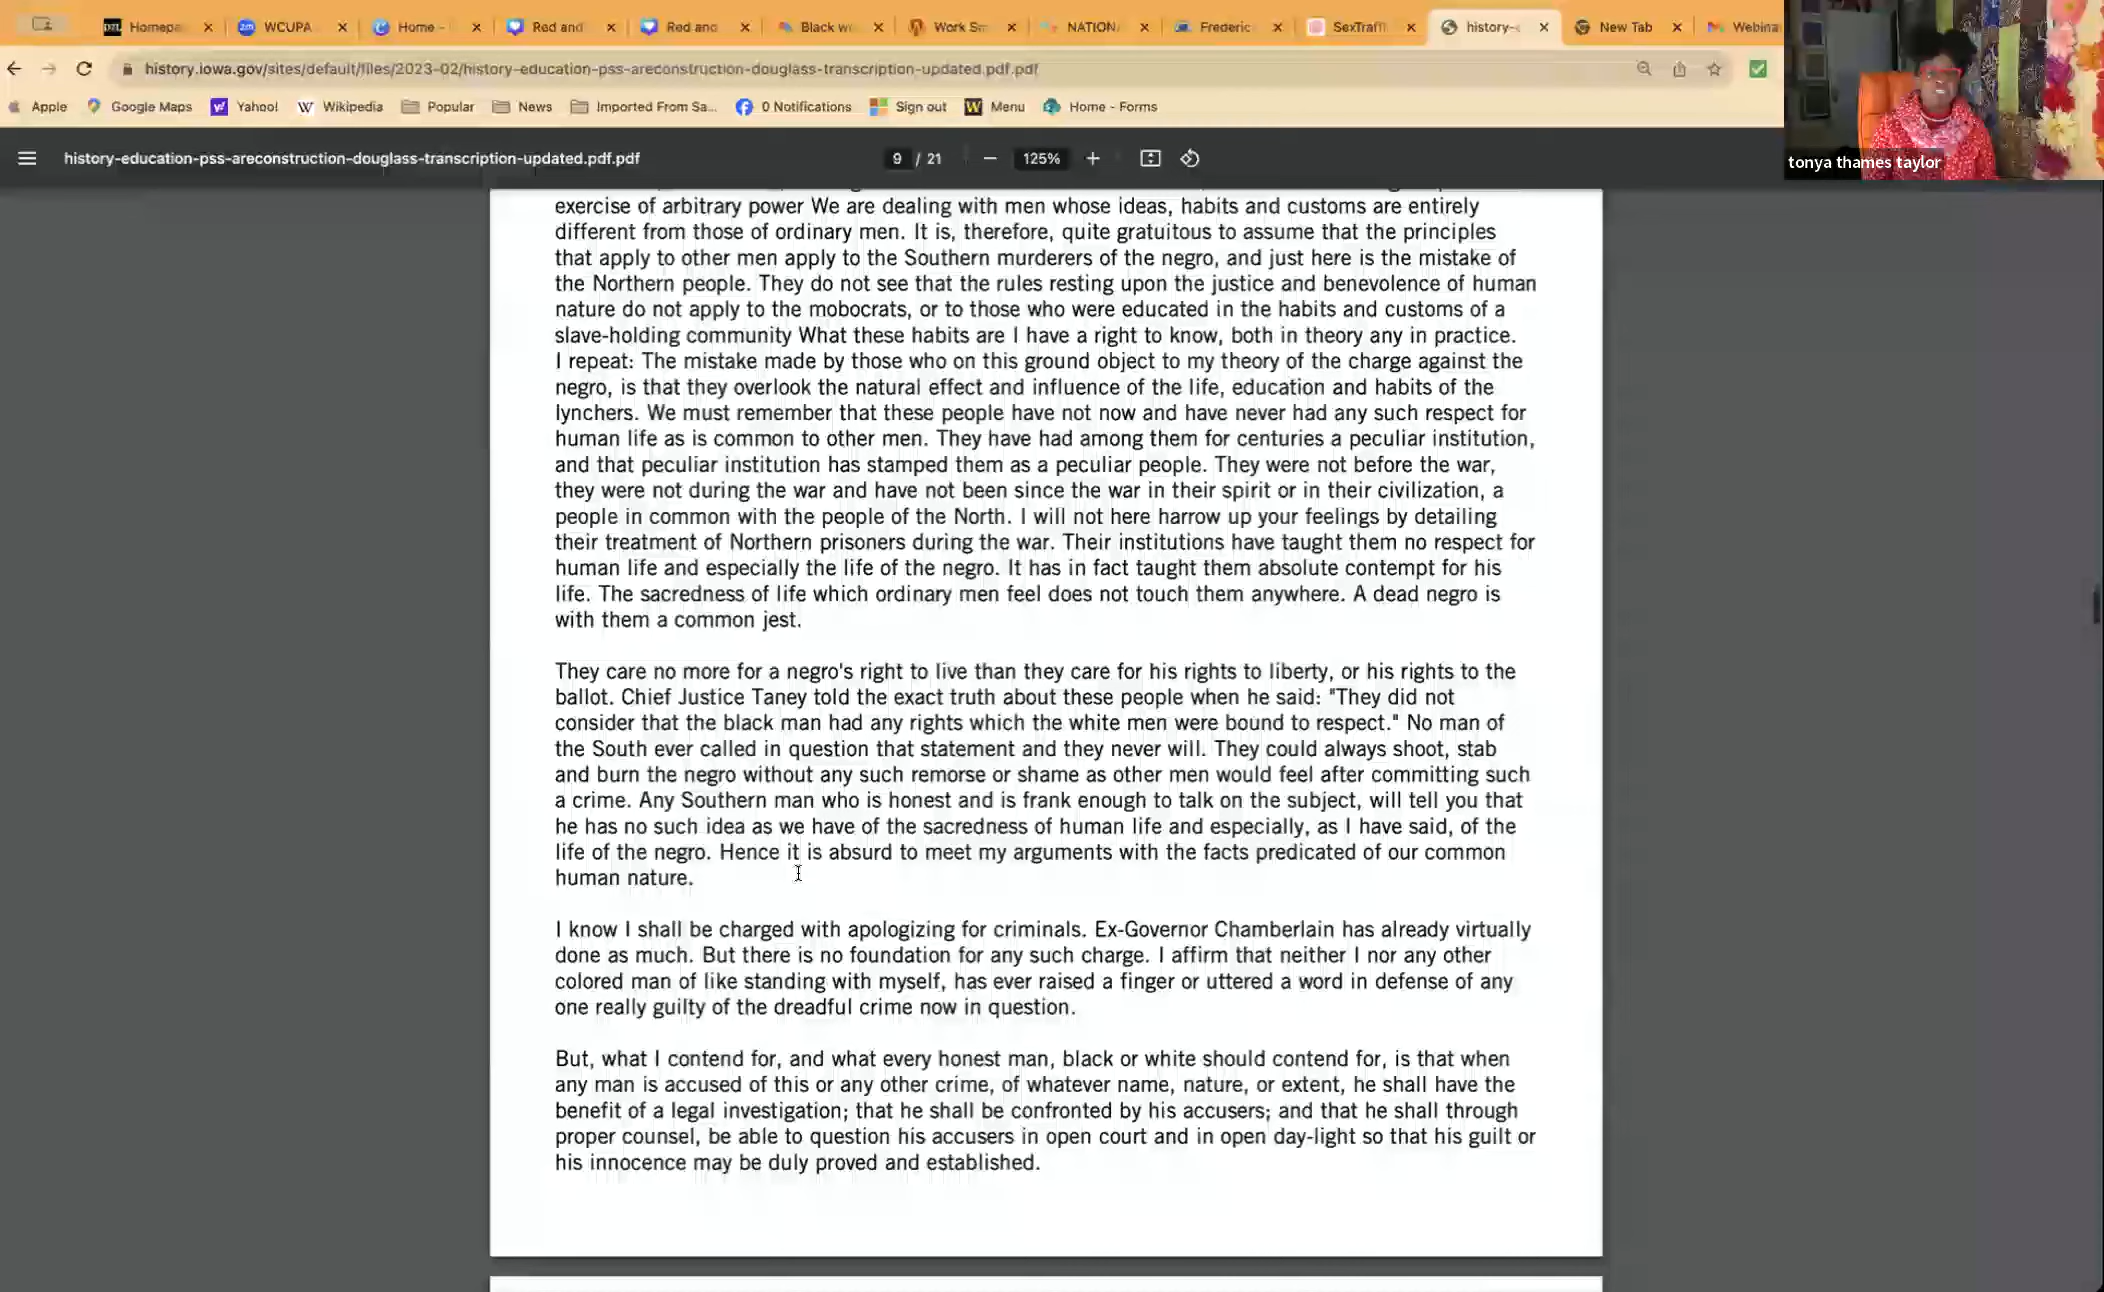 Homepa
WCUPA
Home -
Red and
Red and
Black wo
Work Sm
NATION
Frederic
SexTraffi
history-e
New Tab
Webina
history.iowa.gov/sites/default/files/2023-02/history-education-pss-areconstruction-douglass-transcription-updated.pdf.pdf
Apple Google Maps Yahoo! Wikipedia Popular News Imported From Sa... 0 Notifications Sign out Menu Home - Forms
tonya thames taylor
history-education-pss-areconstruction-douglass-transcription-updated.pdf.pdf 9 / 21 — 125% +
exercise of arbitrary power We are dealing with men whose ideas, habits and customs are entirely
different from those of ordinary men. It is, therefore, quite gratuitous to assume that the principles
that apply to other men apply to the Southern murderers of the negro, and just here is the mistake of
the Northern people. They do not see that the rules resting upon the justice and benevolence of human
nature do not apply to the mobocrats, or to those who were educated in the habits and customs of a
slave-holding community What these habits are I have a right to know, both in theory any in practice.
I repeat: The mistake made by those who on this ground object to my theory of the charge against the
negro, is that they overlook the natural effect and influence of the life, education and habits of the
lynchers. We must remember that these people have not now and have never had any such respect for
human life as is common to other men. They have had among them for centuries a peculiar institution,
and that peculiar institution has stamped them as a peculiar people. They were not before the war,
they were not during the war and have not been since the war in their spirit or in their civilization, a
people in common with the people of the North. I will not here harrow up your feelings by detailing
their treatment of Northern prisoners during the war. Their institutions have taught them no respect for
human life and especially the life of the negro. It has in fact taught them absolute contempt for his
life. The sacredness of life which ordinary men feel does not touch them anywhere. A dead negro is
with them a common jest.
They care no more for a negro's right to live than they care for his rights to liberty, or his rights to the
ballot. Chief Justice Taney told the exact truth about these people when he said: "They did not
consider that the black man had any rights which the white men were bound to respect." No man of
the South ever called in question that statement and they never will. They could always shoot, stab
and burn the negro without any such remorse or shame as other men would feel after committing such
a crime. Any Southern man who is honest and is frank enough to talk on the subject, will tell you that
he has no such idea as we have of the sacredness of human life and especially, as I have said, of the
life of the negro. Hence it is absurd to meet my arguments with the facts predicated of our common
human nature.
I know I shall be charged with apologizing for criminals. Ex-Governor Chamberlain has already virtually
done as much. But there is no foundation for any such charge. I affirm that neither I nor any other
colored man of like standing with myself, has ever raised a finger or uttered a word in defense of any
one really guilty of the dreadful crime now in question.
But, what I contend for, and what every honest man, black or white should contend for, is that when
any man is accused of this or any other crime, of whatever name, nature, or extent, he shall have the
benefit of a legal investigation; that he shall be confronted by his accusers; and that he shall through
proper counsel, be able to question his accusers in open court and in open day-light so that his guilt or
his innocence may be duly proved and established.